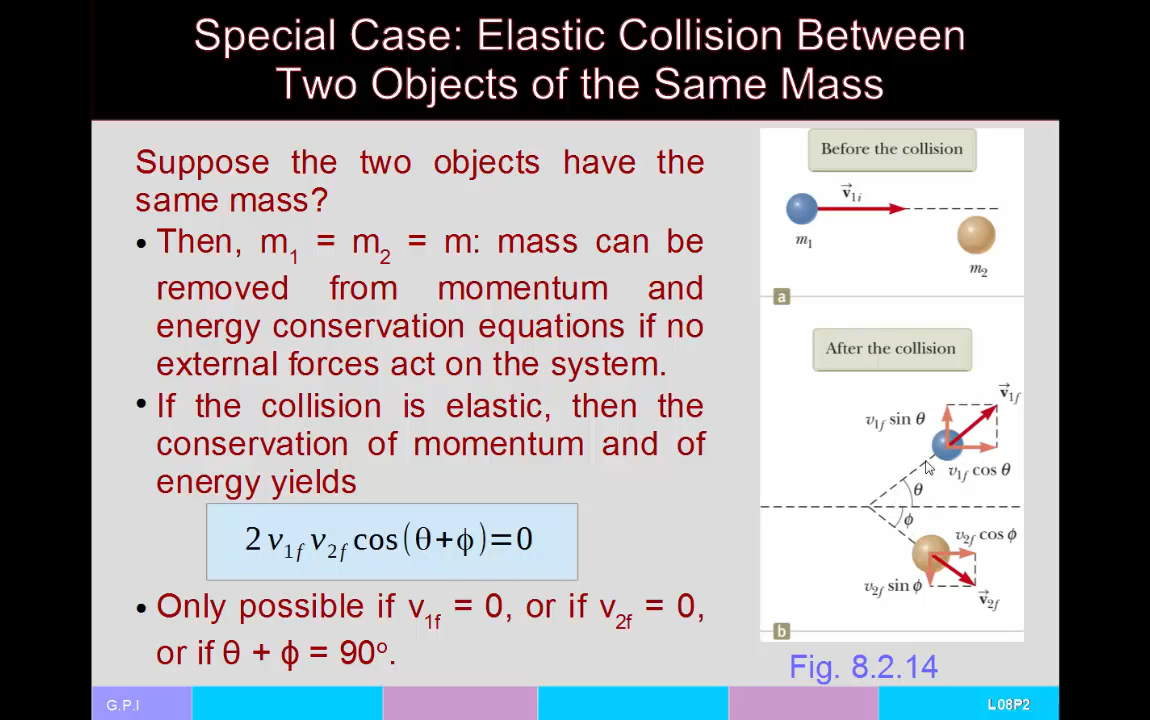 Special Case: Elastic Collision Between
Two Objects of the Same Mass
Suppose the two objects have the
same mass?
• Then, m₁ = m₂ = m: mass can be
removed from momentum and
energy conservation equations if no
external forces act on the system.
• If the collision is elastic, then the
conservation of momentum and of
energy yields
2 v₁f v₂f cos(θ+ϕ)=0
• Only possible if v₁f = 0, or if v₂f = 0,
or if θ + ϕ = 90°.
Before the collision
v⃗₁i
m₁
m₂
a
After the collision
v⃗₁f
v₁f sin θ
v₁f cos θ
θ
ϕ
v₂f cos ϕ
v₂f sin ϕ
v⃗₂f
b
Fig. 8.2.14
G.P.I
L08P2